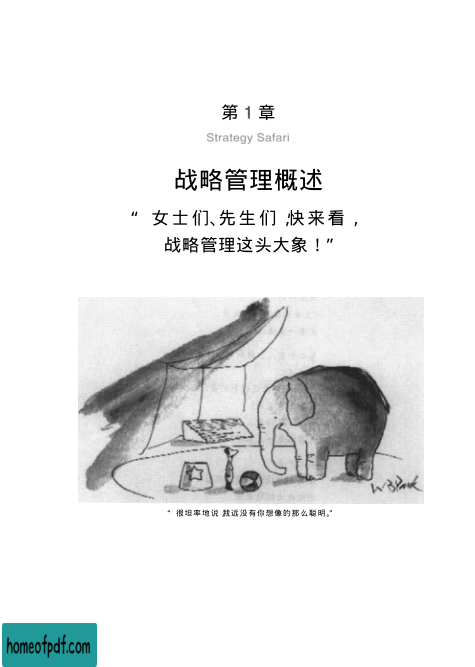 第 1 章
Strategy Safari
战略管理概述
“ 女士们、先生们，快来看，
战略管理这头大象！”
“ 很坦率地说，我远没有你想像的那么聪明。”
homeofpdf.com